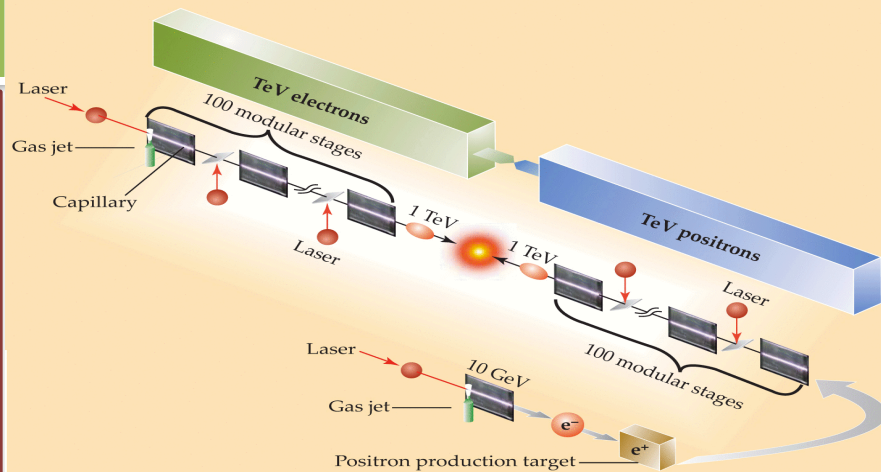 TeV electrons
Laser
100 modular stages
Gas jet
Capillary
1 TeV
Laser
1 TeV
TeV positrons
Laser
100 modular stages
Laser
10 GeV
Gas jet
e⁻
e⁺
Positron production target